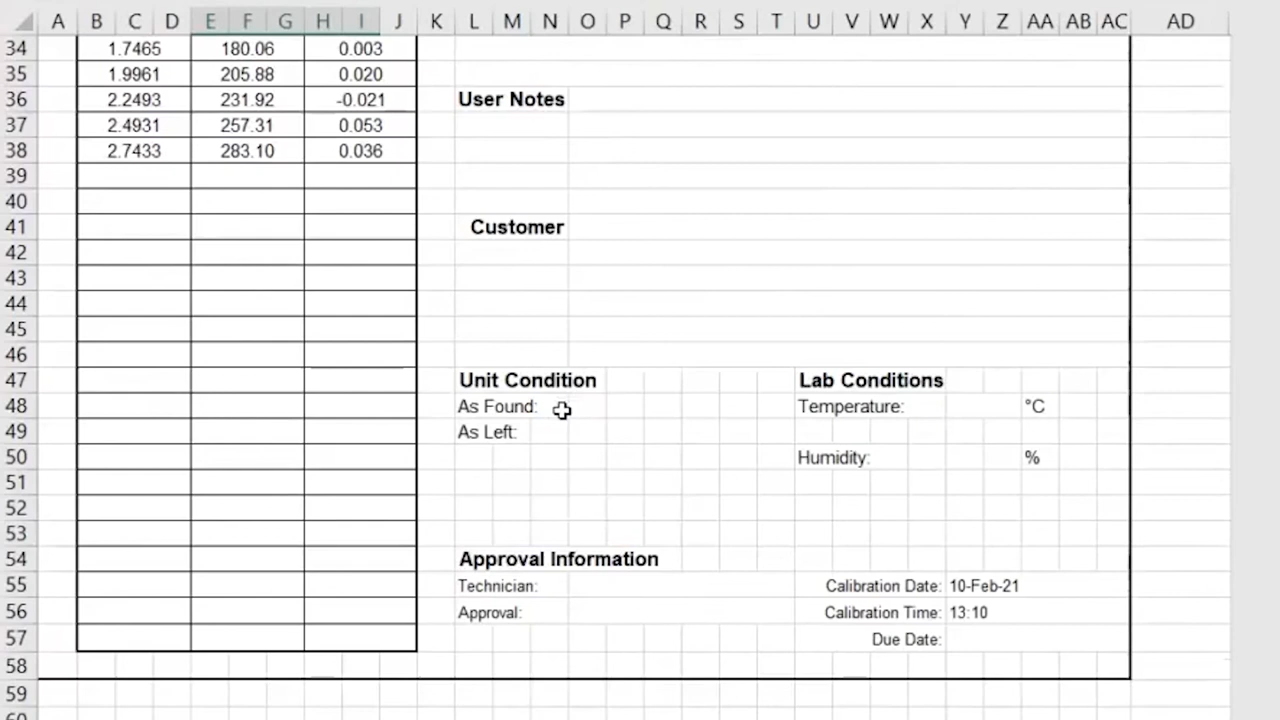 A B C D E F G H I J K L M N O P Q R S T U V W X Y Z AA AB AC AD
34 1.7465 180.06 0.003
35 1.9961 205.88 0.020
36 2.2493 231.92 -0.021 User Notes
37 2.4931 257.31 0.053
38 2.7433 283.10 0.036
39
40
41 Customer
42
43
44
45
46
47 Unit Condition Lab Conditions
48 As Found: Temperature: °C
49 As Left:
50 Humidity: %
51
52
53
54 Approval Information
55 Technician: Calibration Date: 10-Feb-21
56 Approval: Calibration Time: 13:10
57 Due Date:
58
59
60